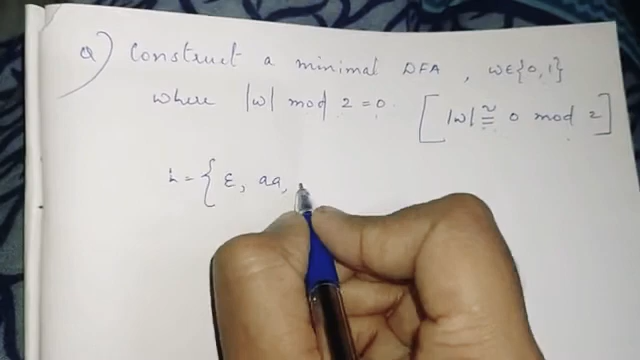 Q) Construct a minimal DFA , w∈{0,1}
where |w| mod 2 = 0. [ |w| ≅ 0 mod 2 ]
L = { ε, aa,